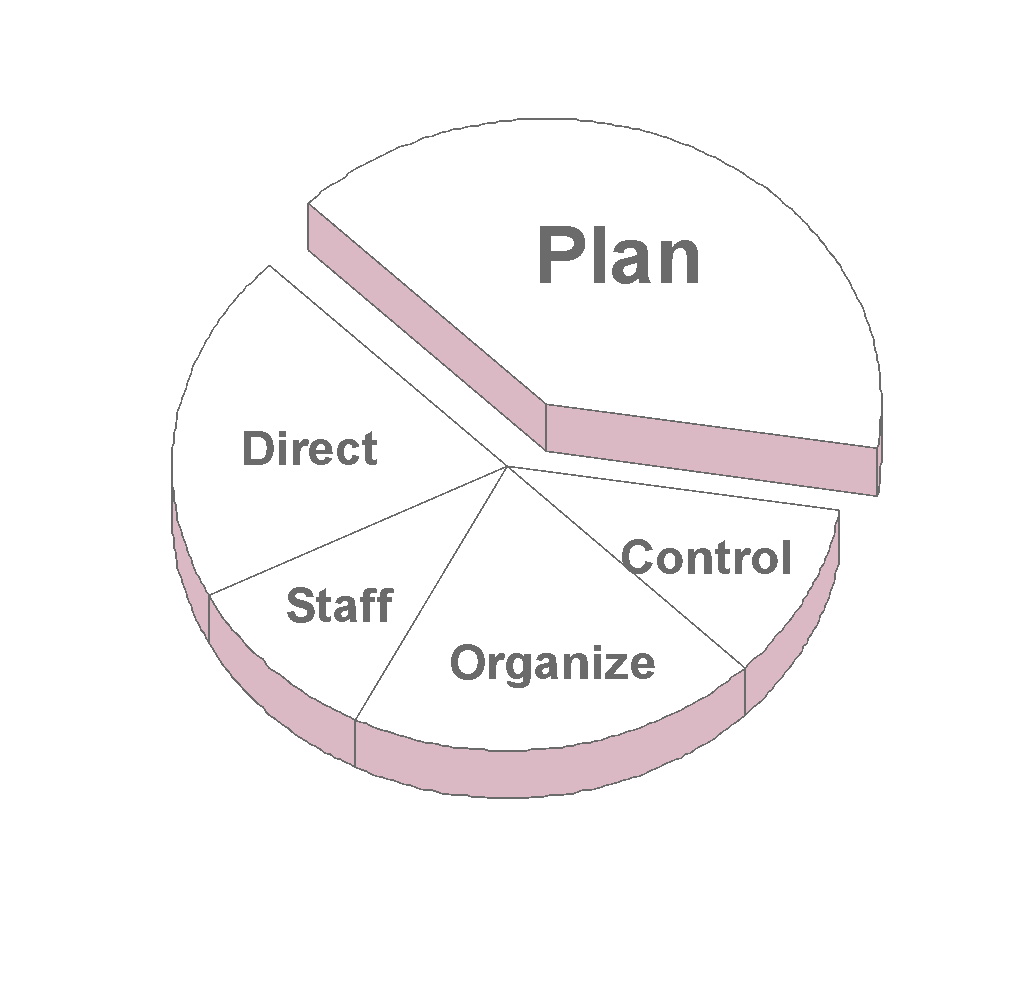 Plan
Direct
Control
Staff
Organize